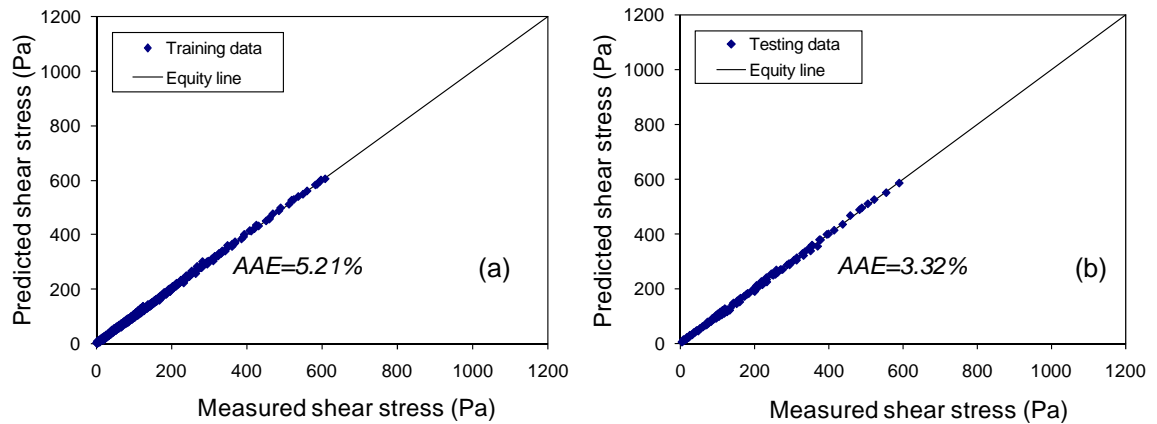 1200
1000
800
600
400
200
0
Predicted shear stress (Pa)
Training data
Equity line
AAE=5.21%
(a)
0 200 400 600 800 1000 1200
Measured shear stress (Pa)
1200
1000
800
600
400
200
0
Predicted shear stress (Pa)
Testing data
Equity line
AAE=3.32%
(b)
0 200 400 600 800 1000 1200
Measured shear stress (Pa)